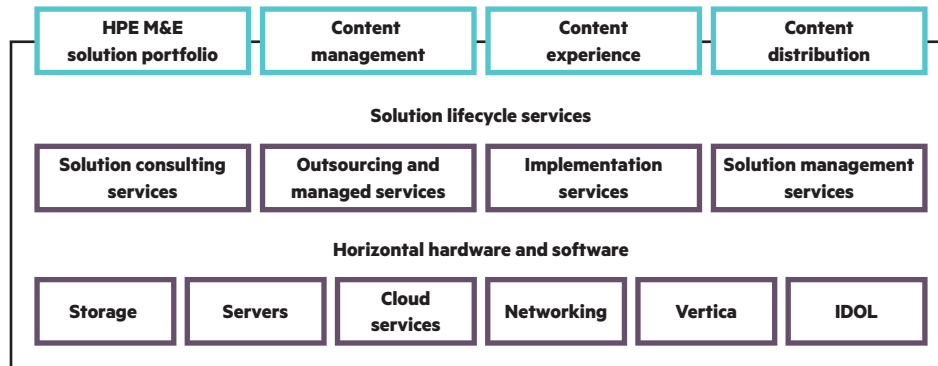 HPE M&E
solution portfolio
Content
management
Content
experience
Content
distribution
Solution lifecycle services
Solution consulting
services
Outsourcing and
managed services
Implementation
services
Solution management
services
Horizontal hardware and software
Storage
Servers
Cloud
services
Networking
Vertica
IDOL